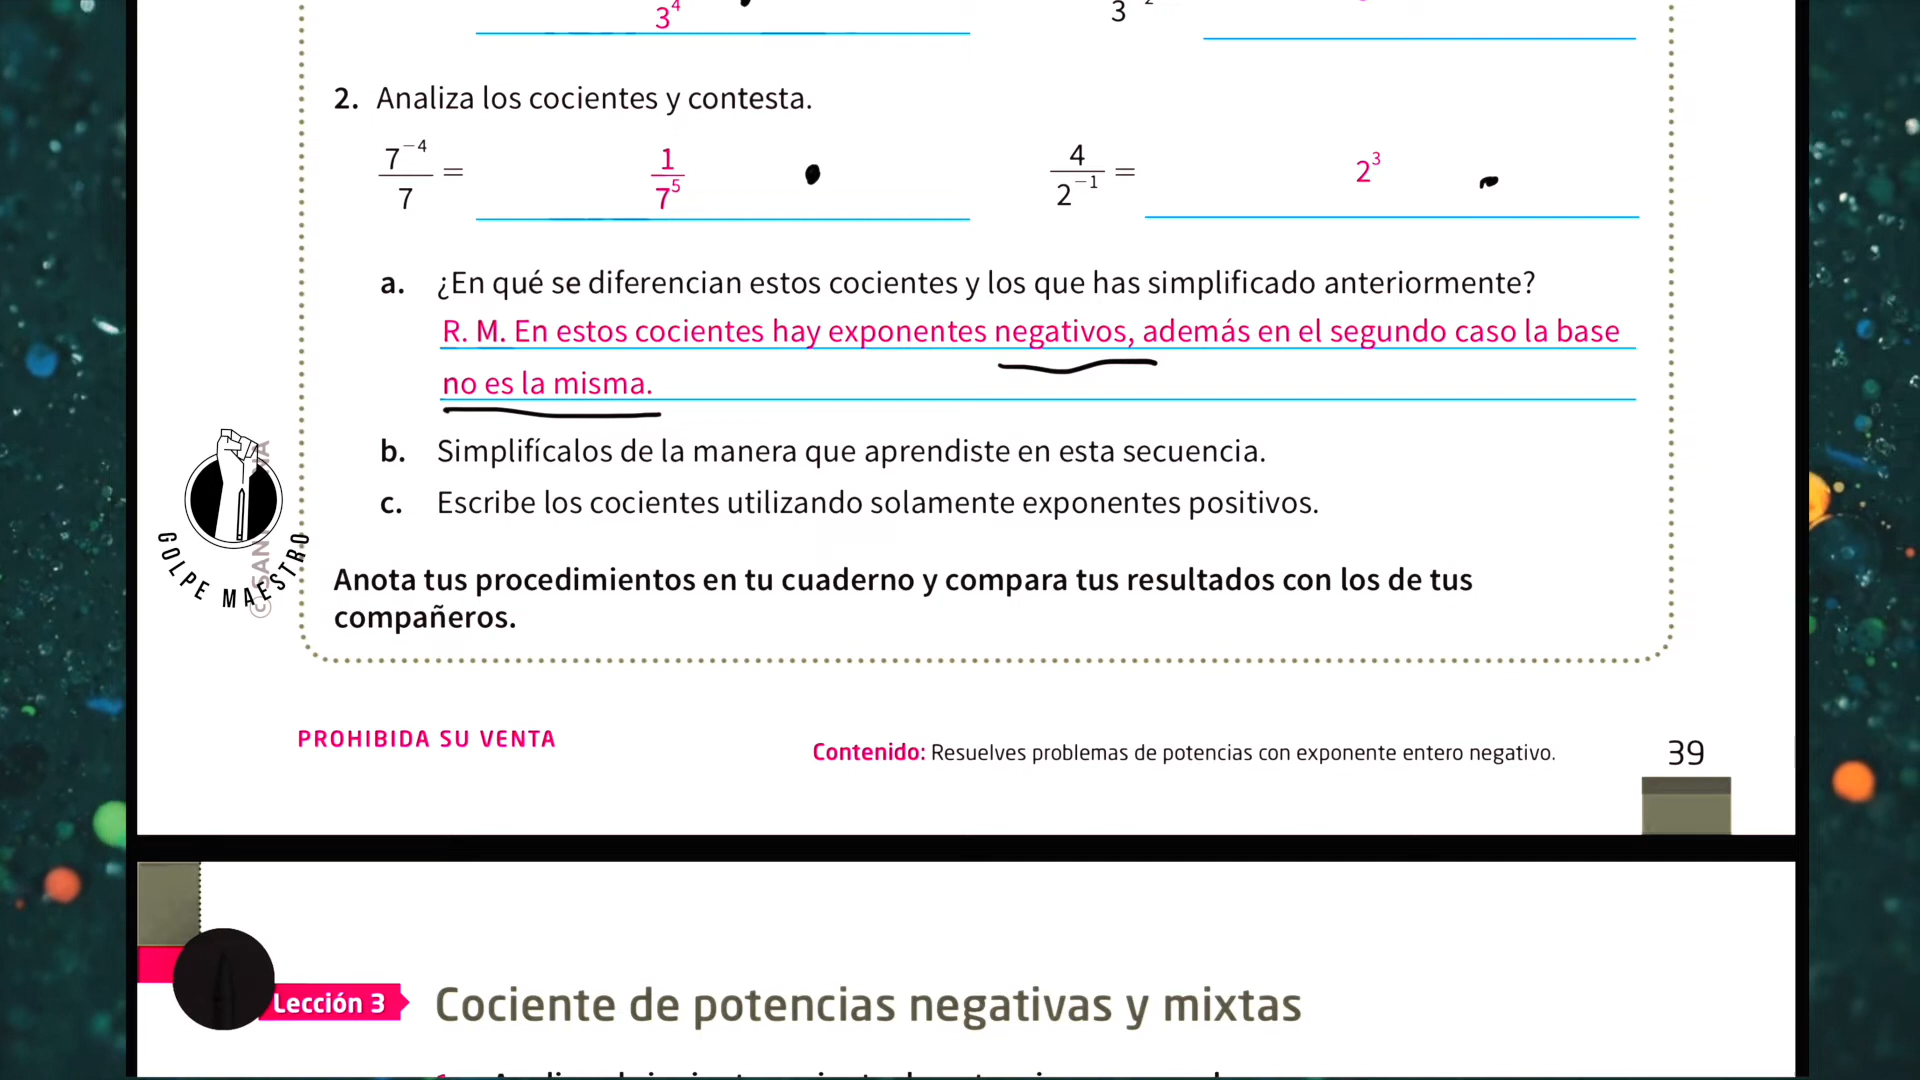 3⁴
3
2. Analiza los cocientes y contesta.
7⁻⁴/7 = 1/7⁵
4/2⁻¹ = 2³
a. ¿En qué se diferencian estos cocientes y los que has simplificado anteriormente?
R. M. En estos cocientes hay exponentes negativos, además en el segundo caso la base
no es la misma.
b. Simplifícalos de la manera que aprendiste en esta secuencia.
c. Escribe los cocientes utilizando solamente exponentes positivos.
GOLPE MAESTRO
Anota tus procedimientos en tu cuaderno y compara tus resultados con los de tus
compañeros.
PROHIBIDA SU VENTA
Contenido: Resuelves problemas de potencias con exponente entero negativo.
39
Lección 3
Cociente de potencias negativas y mixtas